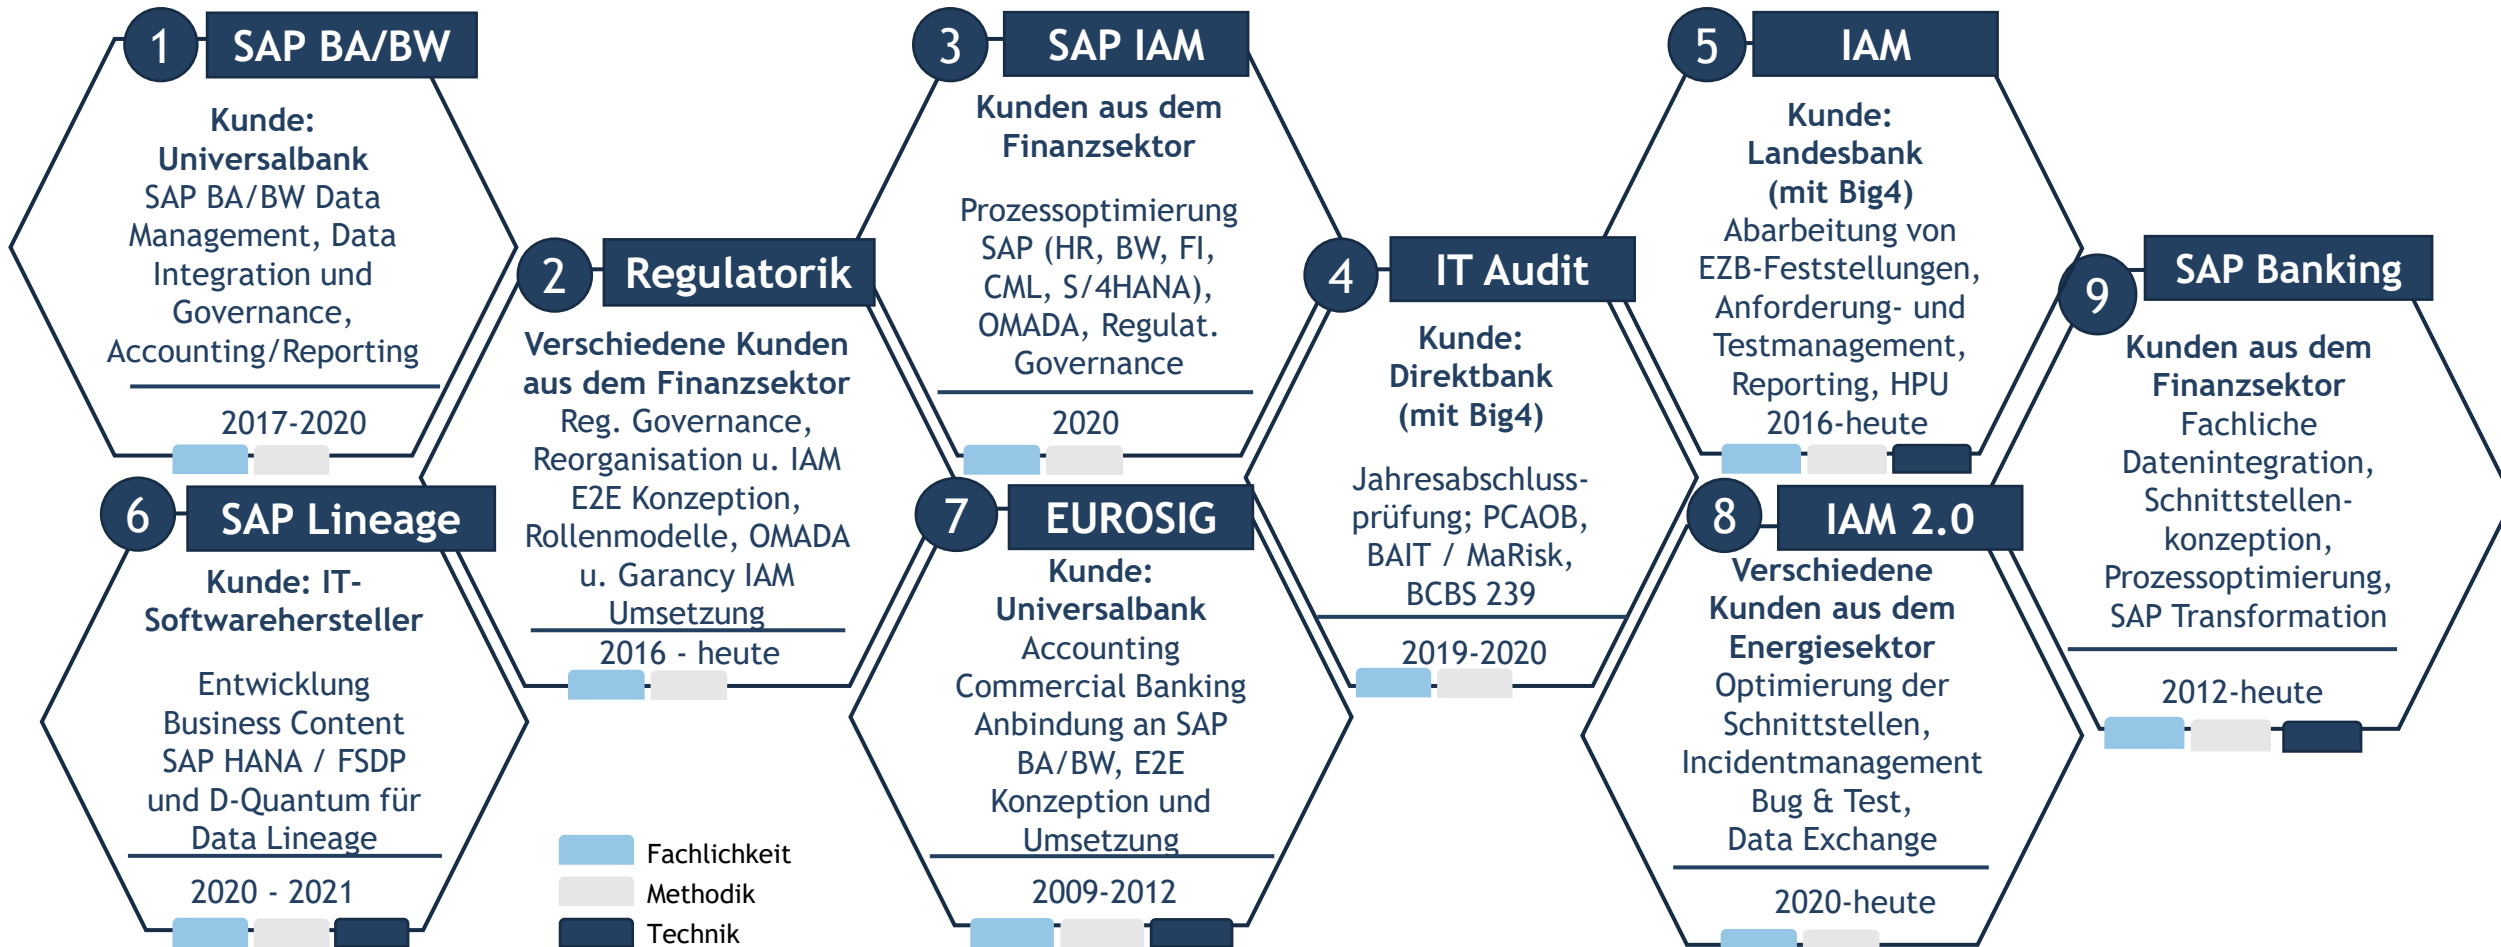 1
SAP BA/BW
Kunde:
Universalbank
SAP BA/BW Data
Management, Data
Integration und
Governance,
Accounting/Reporting
2017-2020
2
Regulatorik
Verschiedene Kunden
aus dem Finanzsektor
Reg. Governance,
Reorganisation u. IAM
E2E Konzeption,
Rollenmodelle, OMADA
u. Garancy IAM
Umsetzung
2016 - heute
3
SAP IAM
Kunden aus dem
Finanzsektor
Prozessoptimierung
SAP (HR, BW, FI,
CML, S/4HANA),
OMADA, Regulat.
Governance
2020
4
IT Audit
Kunde:
Direktbank
(mit Big4)
Jahresabschluss-
prüfung; PCAOB,
BAIT / MaRisk,
BCBS 239
2019-2020
5
IAM
Kunde:
Landesbank
(mit Big4)
Abarbeitung von
EZB-Feststellungen,
Anforderung- und
Testmanagement,
Reporting, HPU
2016-heute
6
SAP Lineage
Kunde: IT-
Softwarehersteller
Entwicklung
Business Content
SAP HANA / FSDP
und D-Quantum für
Data Lineage
2020 - 2021
7
EUROSIG
Kunde:
Universalbank
Accounting
Commercial Banking
Anbindung an SAP
BA/BW, E2E
Konzeption und
Umsetzung
2009-2012
8
IAM 2.0
Verschiedene
Kunden aus dem
Energiesektor
Optimierung der
Schnittstellen,
Incidentmanagement
Bug & Test,
Data Exchange
2020-heute
9
SAP Banking
Kunden aus dem
Finanzsektor
Fachliche
Datenintegration,
Schnittstellen-
konzeption,
Prozessoptimierung,
SAP Transformation
2012-heute
Fachlichkeit
Methodik
Technik